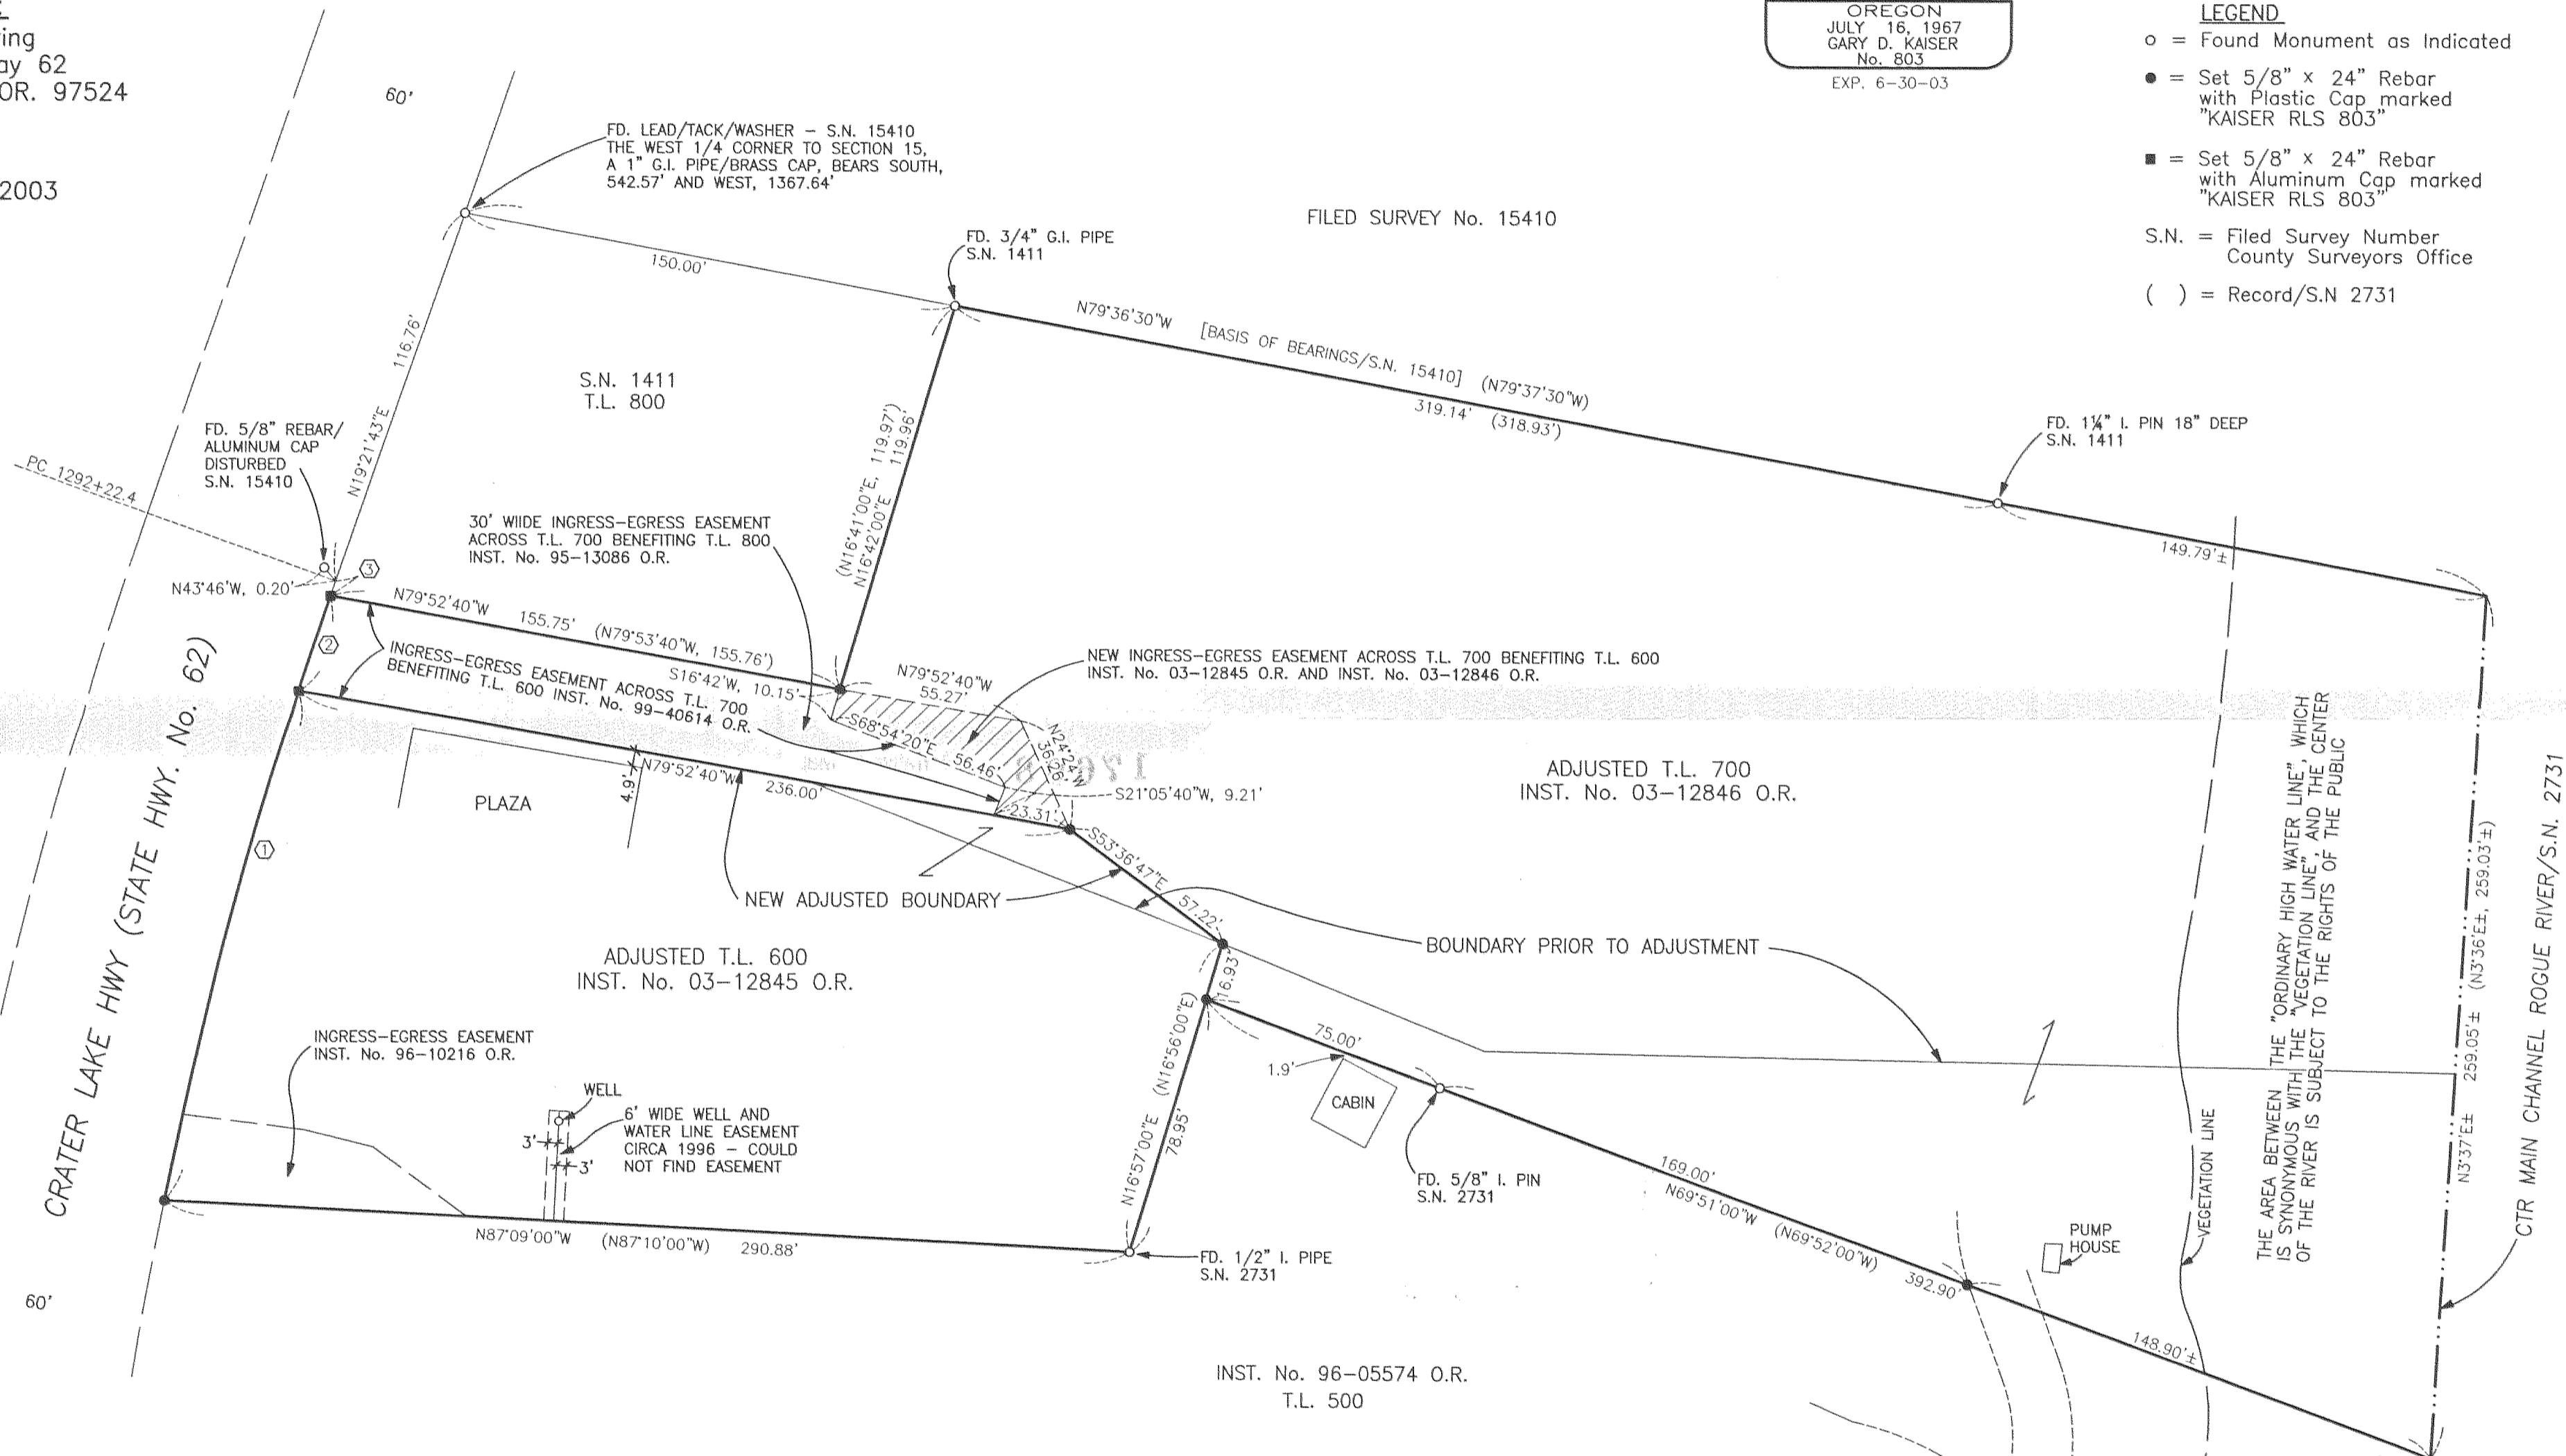 ing
ay 62
OR. 97524
2003
60'
OREGON
JULY 16, 1967
GARY D. KAISER
No. 803
EXP. 6-30-03
LEGEND
○ = Found Monument as Indicated
● = Set 5/8" x 24" Rebar
with Plastic Cap marked
"KAISER RLS 803"
■ = Set 5/8" x 24" Rebar
with Aluminum Cap marked
"KAISER RLS 803"
S.N. = Filed Survey Number
County Surveyors Office
( ) = Record/S.N 2731
FD. LEAD/TACK/WASHER - S.N. 15410
THE WEST 1/4 CORNER TO SECTION 15,
A 1" G.I. PIPE/BRASS CAP, BEARS SOUTH,
542.57' AND WEST, 1367.64'
FILED SURVEY No. 15410
FD. 3/4" G.I. PIPE
S.N. 1411
150.00'
N79°36'30"W [BASIS OF BEARINGS/S.N. 15410] (N79°37'30"W)
319.14' (318.93')
116.76'
N19°21'43"E
S.N. 1411
T.L. 800
FD. 5/8" REBAR/
ALUMINUM CAP
DISTURBED
S.N. 15410
PC 1292+22.4
(N16°41'00"E, 119.97')
N16°42'00"E 119.96'
FD. 1¼" I. PIN 18" DEEP
S.N. 1411
149.79'±
30' WIIDE INGRESS-EGRESS EASEMENT
ACROSS T.L. 700 BENEFITING T.L. 800
INST. No. 95-13086 O.R.
N43°46'W, 0.20'
3
2
1
N79°52'40"W 155.75' (N79°53'40"W, 155.76')
S16°42'W, 10.15'
INGRESS-EGRESS EASEMENT ACROSS T.L. 700
BENEFITING T.L. 600 INST. No. 99-40614 O.R.
N79°52'40"W
55.27'
NEW INGRESS-EGRESS EASEMENT ACROSS T.L. 700 BENEFITING T.L. 600
INST. No. 03-12845 O.R. AND INST. No. 03-12846 O.R.
S68°54'20"E
56.46'
N24°24'W
36.26'
S21°05'40"W, 9.21'
23.31'
N79°52'40"W
236.00'
4.9'
PLAZA
ADJUSTED T.L. 700
INST. No. 03-12846 O.R.
S53°36'47"E
57.22'
NEW ADJUSTED BOUNDARY
BOUNDARY PRIOR TO ADJUSTMENT
ADJUSTED T.L. 600
INST. No. 03-12845 O.R.
16.93'
N16°57'00"E (N16°56'00"E)
78.95'
75.00'
1.9'
CABIN
INGRESS-EGRESS EASEMENT
INST. No. 96-10216 O.R.
WELL
6' WIDE WELL AND
WATER LINE EASEMENT
CIRCA 1996 - COULD
NOT FIND EASEMENT
3'
3'
FD. 5/8" I. PIN
S.N. 2731
169.00'
N69°51'00"W (N69°52'00"W)
392.90'
148.90'±
PUMP
HOUSE
VEGETATION LINE
THE AREA BETWEEN THE "ORDINARY HIGH WATER LINE", WHICH
IS SYNONYMOUS WITH THE "VEGETATION LINE", AND THE CENTER
OF THE RIVER IS SUBJECT TO THE RIGHTS OF THE PUBLIC
N3°37'E± 259.05'± (N3°36'E±, 259.03'±)
CTR MAIN CHANNEL ROGUE RIVER/S.N. 2731
CRATER LAKE HWY (STATE HWY. No. 62)
N87°09'00"W (N87°10'00"W) 290.88'
FD. 1/2" I. PIPE
S.N. 2731
60'
INST. No. 96-05574 O.R.
T.L. 500